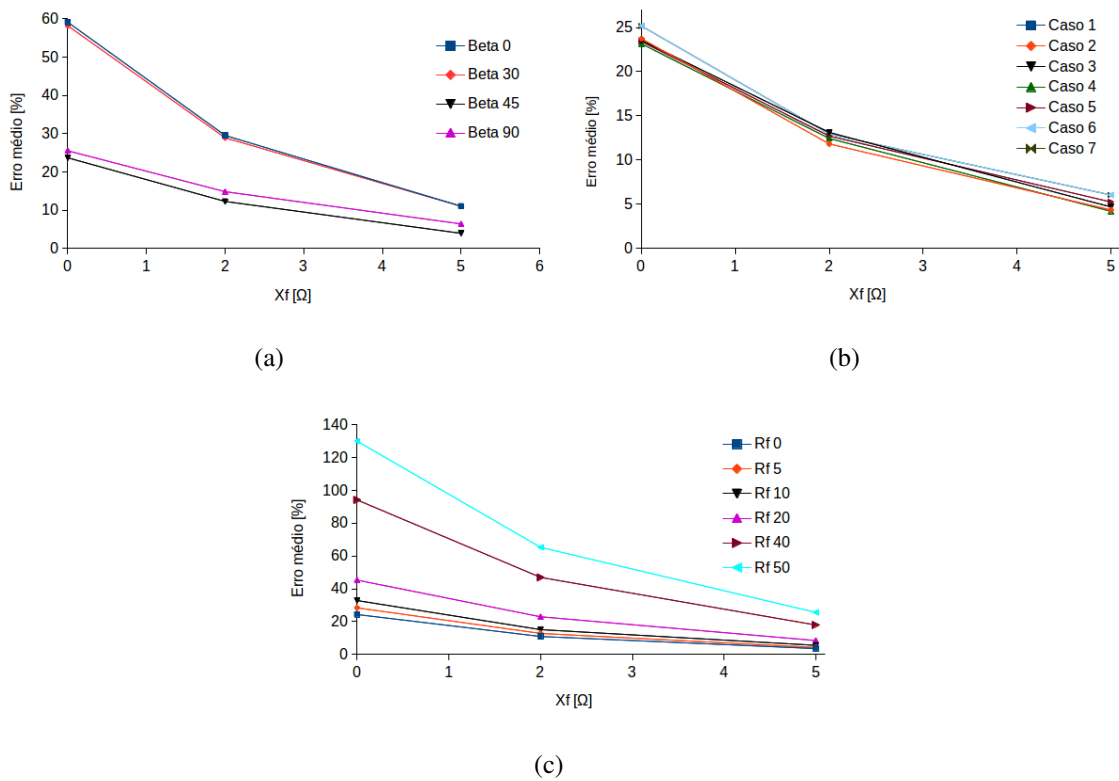 60
50
40
30
20
10
0
Erro médio [%]
0 1 2 3 4 5 6
Xf [Ω]
Beta 0
Beta 30
Beta 45
Beta 90
(a)
25
20
15
10
5
0
Erro médio [%]
0 1 2 3 4 5
Xf [Ω]
Caso 1
Caso 2
Caso 3
Caso 4
Caso 5
Caso 6
Caso 7
(b)
140
120
100
80
60
40
20
0
Erro médio [%]
0 1 2 3 4 5
Xf [Ω]
Rf 0
Rf 5
Rf 10
Rf 20
Rf 40
Rf 50
(c)